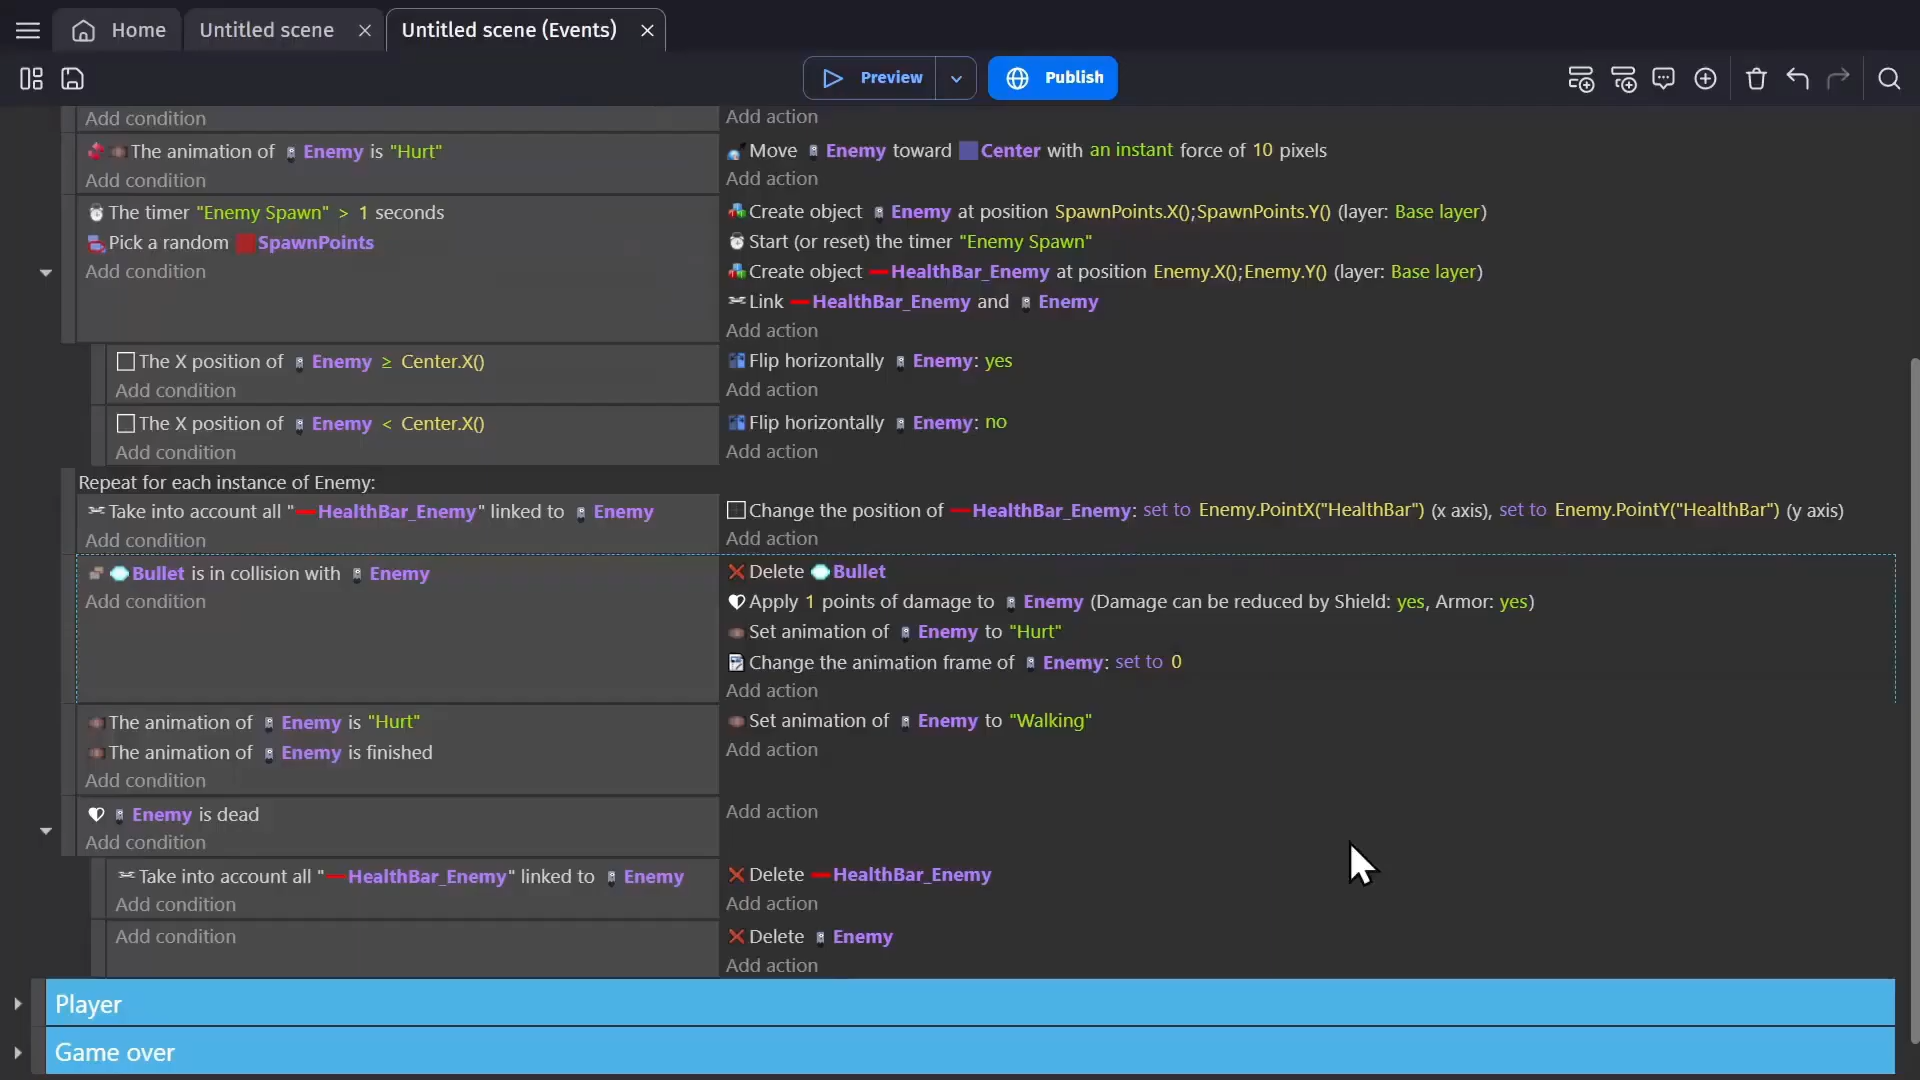 Home
Untitled scene
Untitled scene (Events)
Preview
Publish
Add condition
Add action
The animation of Enemy is "Hurt"
Add condition
Move Enemy toward Center with an instant force of 10 pixels
Add action
The timer "Enemy Spawn" > 1 seconds
Pick a random SpawnPoints
Add condition
Create object Enemy at position SpawnPoints.X();SpawnPoints.Y() (layer: Base layer)
Start (or reset) the timer "Enemy Spawn"
Create object HealthBar_Enemy at position Enemy.X();Enemy.Y() (layer: Base layer)
Link HealthBar_Enemy and Enemy
Add action
The X position of Enemy ≥ Center.X()
Add condition
Flip horizontally Enemy: yes
Add action
The X position of Enemy < Center.X()
Add condition
Flip horizontally Enemy: no
Add action
Repeat for each instance of Enemy:
Take into account all "HealthBar_Enemy" linked to Enemy
Add condition
Change the position of HealthBar_Enemy: set to Enemy.PointX("HealthBar") (x axis), set to Enemy.PointY("HealthBar") (y axis)
Add action
Bullet is in collision with Enemy
Add condition
Delete Bullet
Apply 1 points of damage to Enemy (Damage can be reduced by Shield: yes, Armor: yes)
Set animation of Enemy to "Hurt"
Change the animation frame of Enemy: set to 0
Add action
The animation of Enemy is "Hurt"
The animation of Enemy is finished
Add condition
Set animation of Enemy to "Walking"
Add action
Enemy is dead
Add condition
Add action
Take into account all "HealthBar_Enemy" linked to Enemy
Add condition
Delete HealthBar_Enemy
Add action
Add condition
Delete Enemy
Add action
Player
Game over